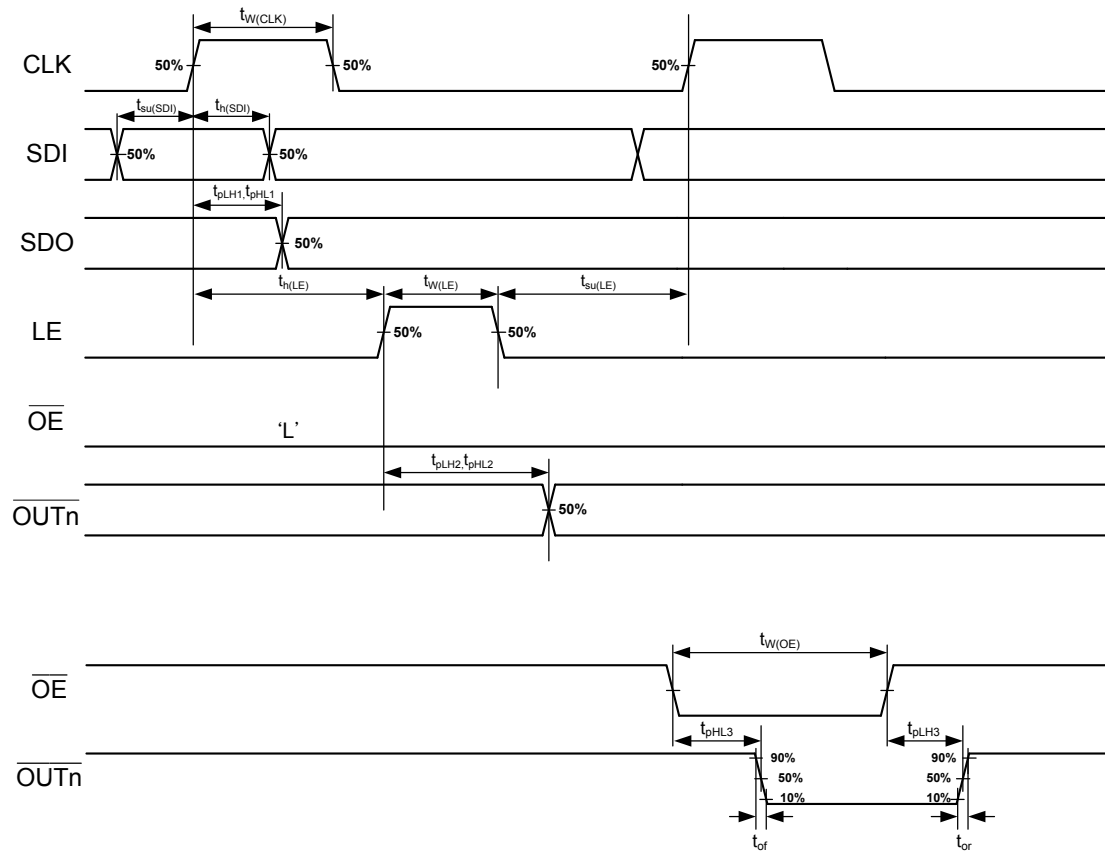 tW(CLK)
CLK 50% 50% 50%
tsu(SDI) th(SDI)
SDI 50% 50%
tpLH1,tpHL1
SDO 50%
th(LE) tW(LE) tsu(LE)
LE 50% 50%
OE
'L'
tpLH2,tpHL2
OUTn 50%
tW(OE)
OE
tpHL3 tpLH3
OUTn 90% 90%
50% 50%
10% 10%
tof tor